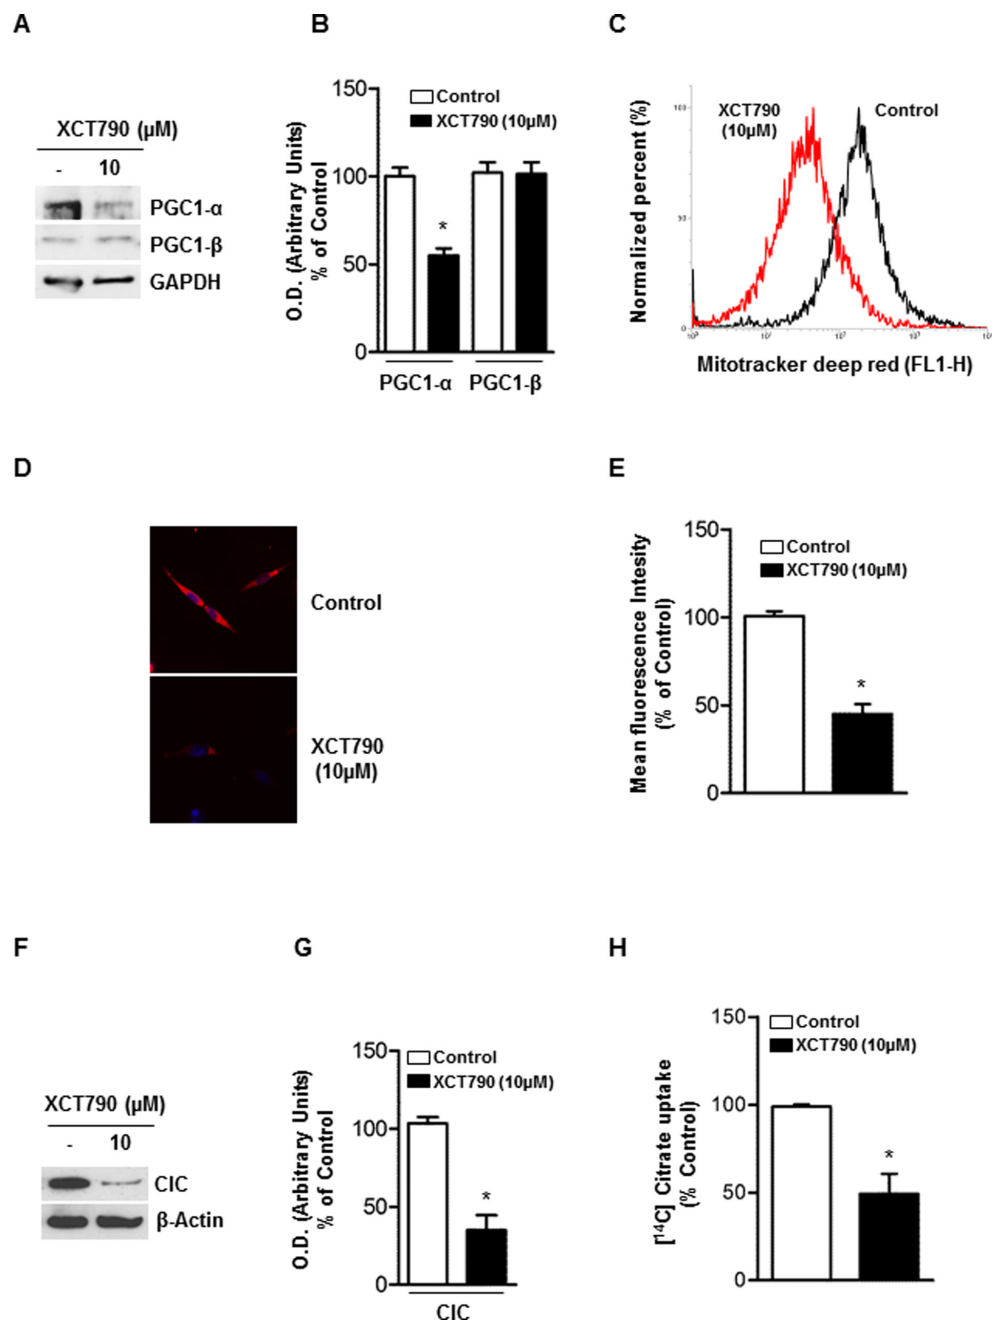 A
XCT790 (µM)
- 10
PGC1-α
PGC1-β
GAPDH
B
O.D. (Arbitrary Units)
% of Control
150
100
50
0
Control
XCT790 (10µM)
*
PGC1-α PGC1-β
C
Normalized percent (%)
100
50
0
XCT790
(10µM)
Control
Mitotracker deep red (FL1-H)
D
Control
XCT790
(10µM)
E
Mean fluorescence Intesity
(% of Control)
150
100
50
0
Control
XCT790 (10µM)
*
F
XCT790 (µM)
- 10
CIC
β-Actin
G
O.D. (Arbitrary Units)
% of Control
150
100
50
0
Control
XCT790 (10µM)
*
CIC
H
[¹⁴C] Citrate uptake
(% Control)
150
100
50
0
Control
XCT790 (10µM)
*